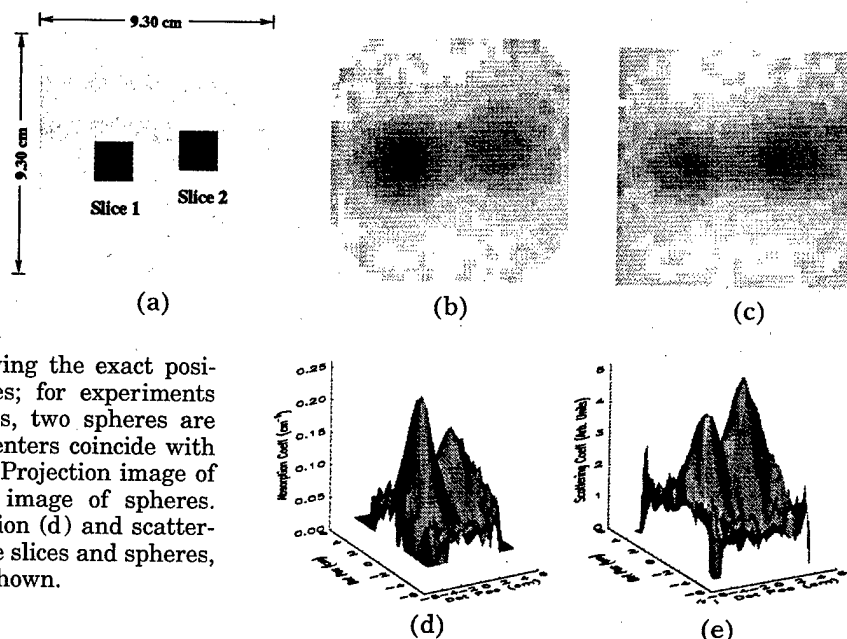 9.30 cm
9.30 cm
Slice 1
Slice 2
(a)
(b)
(c)
ving the exact posi-
es; for experiments
s, two spheres are
enters coincide with
Projection image of
image of spheres.
ion (d) and scatter-
e slices and spheres,
hown.
0.25
0.20
0.15
0.10
0.05
0.00
Absorption Coeff (cm⁻¹)
(d)
5
4
3
2
1
0
Scattering Coeff (Arb. Units)
(e)